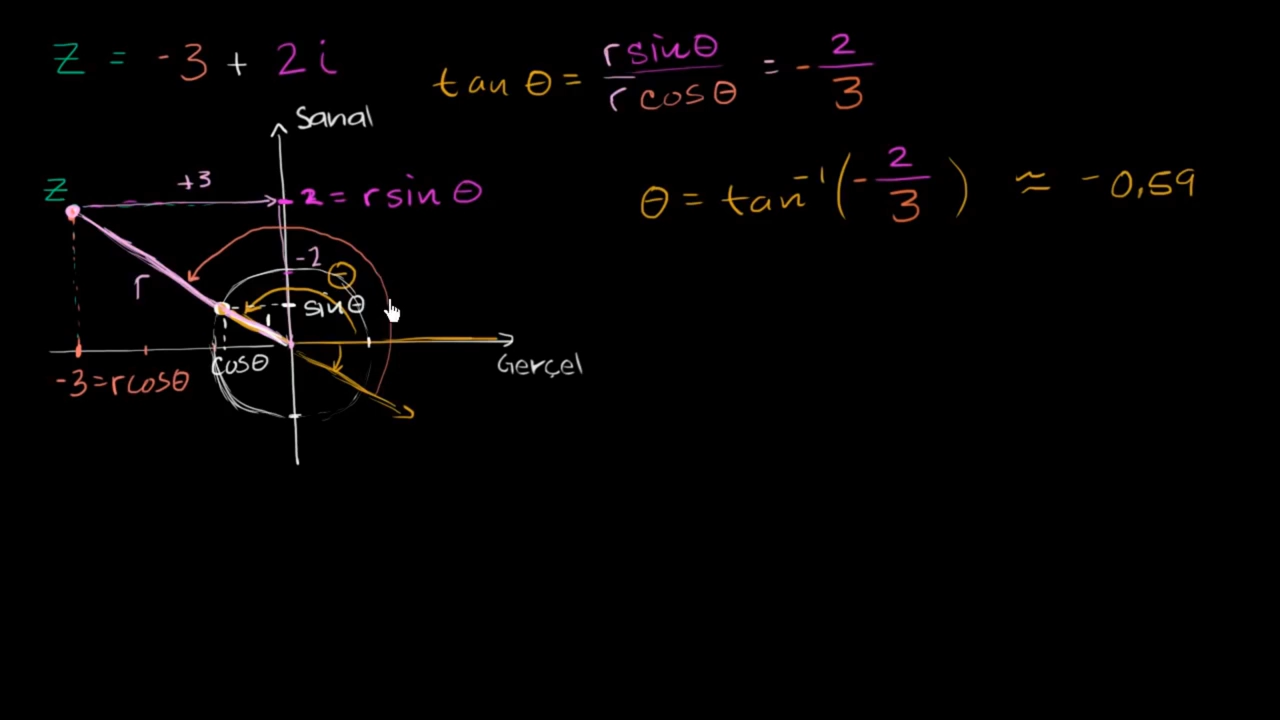 z = -3 + 2i
tan θ = r sin θ / r cos θ = - 2/3
Sanal
z
+3
2 = r sin θ
θ = tan⁻¹(- 2/3) ≈ -0,59
r
-2
θ
sin θ
1
cos θ
Gerçel
-3 = r cos θ